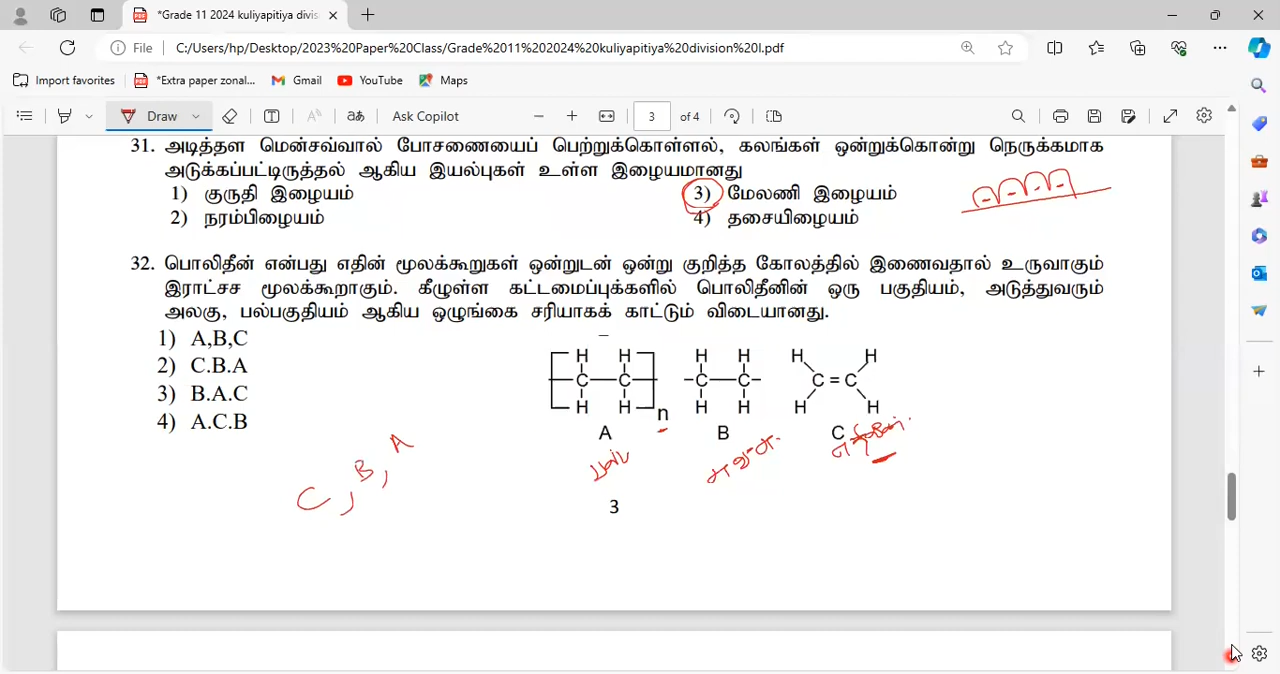 *Grade 11 2024 kuliyapitiya divis
File C:/Users/hp/Desktop/2023%20Paper%20Class/Grade%2011%202024%20kuliyapitiya%20division%20I.pdf
Import favorites *Extra paper zonal... Gmail YouTube Maps
Draw aあ Ask Copilot 3 of 4
31. அடித்தள மென்சவ்வால் போசணையைப் பெற்றுக்கொள்ளல், கலங்கள் ஒன்றுக்கொன்று நெருக்கமாக
அடுக்கப்பட்டிருத்தல் ஆகிய இயல்புகள் உள்ள இழையமானது
1) குருதி இழையம் 3) மேலணி இழையம்
2) நரம்பிழையம் 4) தசையிழையம்
32. பொலிதீன் என்பது எதின் மூலக்கூறுகள் ஒன்றுடன் ஒன்று குறித்த கோலத்தில் இணைவதால் உருவாகும்
இராட்சச மூலக்கூறாகும். கீழுள்ள கட்டமைப்புக்களில் பொலிதீனின் ஒரு பகுதியம், அடுத்துவரும்
அலகு, பல்பகுதியம் ஆகிய ஒழுங்கை சரியாகக் காட்டும் விடையானது.
1) A,B,C
2) C.B.A
3) B.A.C
4) A.C.B
H H H H H H
C C C C C = C
H H n H H H H
A B C
C, B, A
3